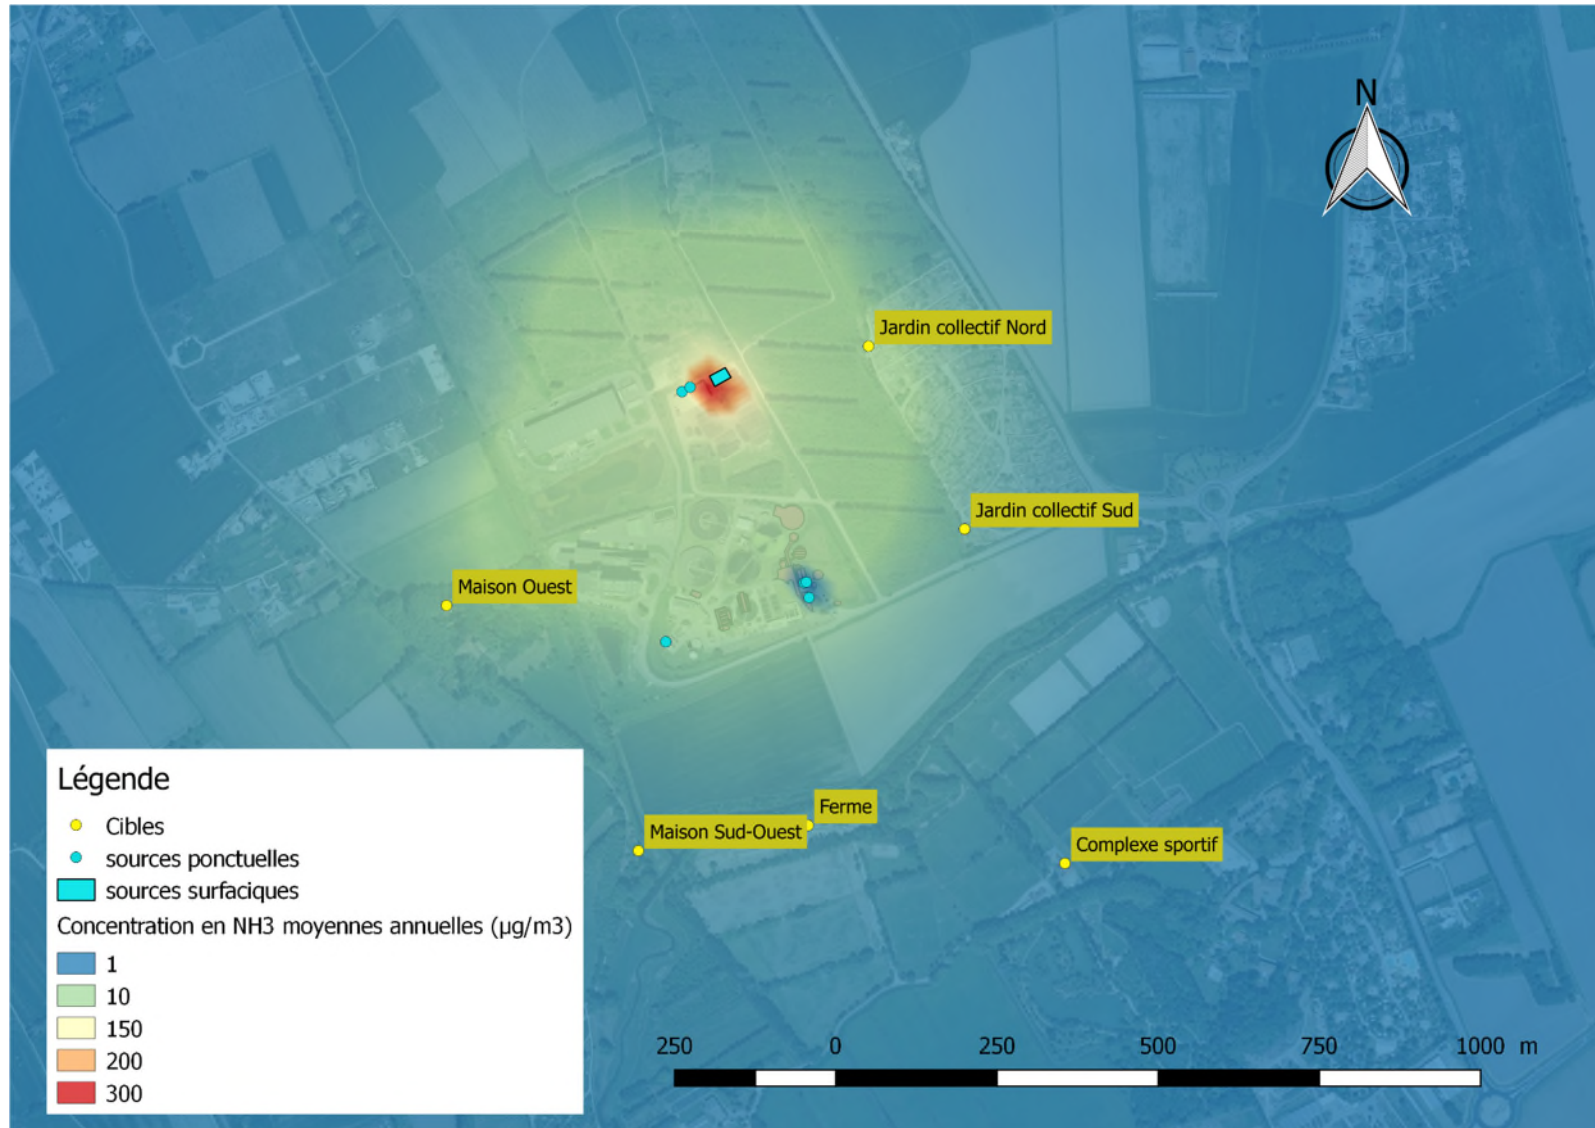 N
Jardin collectif Nord
Jardin collectif Sud
Maison Ouest
Ferme
Maison Sud-Ouest
Complexe sportif
Légende
Cibles
sources ponctuelles
sources surfaciques
Concentration en NH3 moyennes annuelles (µg/m3)
1
10
150
200
300
250 0 250 500 750 1000 m